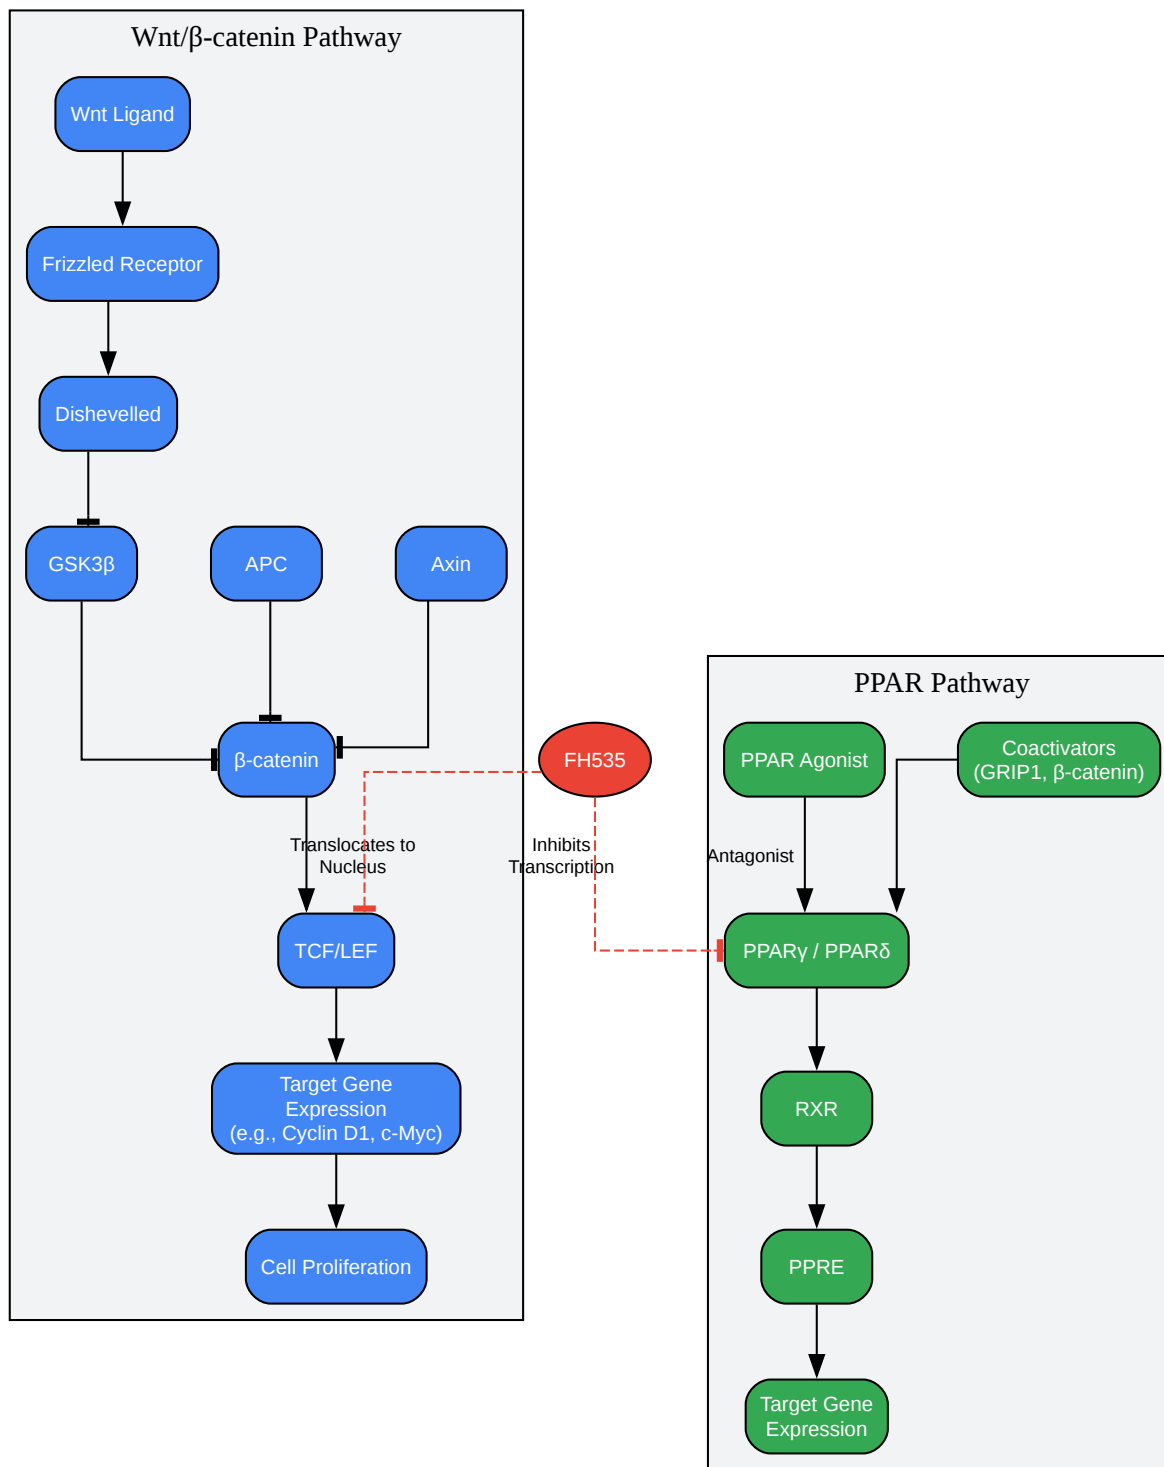 Wnt/β-catenin Pathway
Wnt Ligand
Frizzled Receptor
Dishevelled
GSK3β
APC
Axin
β-catenin
Translocates to
Nucleus
TCF/LEF
Target Gene
Expression
(e.g., Cyclin D1, c-Myc)
Cell Proliferation
FH535
Inhibits
Transcription
PPAR Pathway
PPAR Agonist
Coactivators
(GRIP1, β-catenin)
Antagonist
PPARγ / PPARδ
RXR
PPRE
Target Gene
Expression